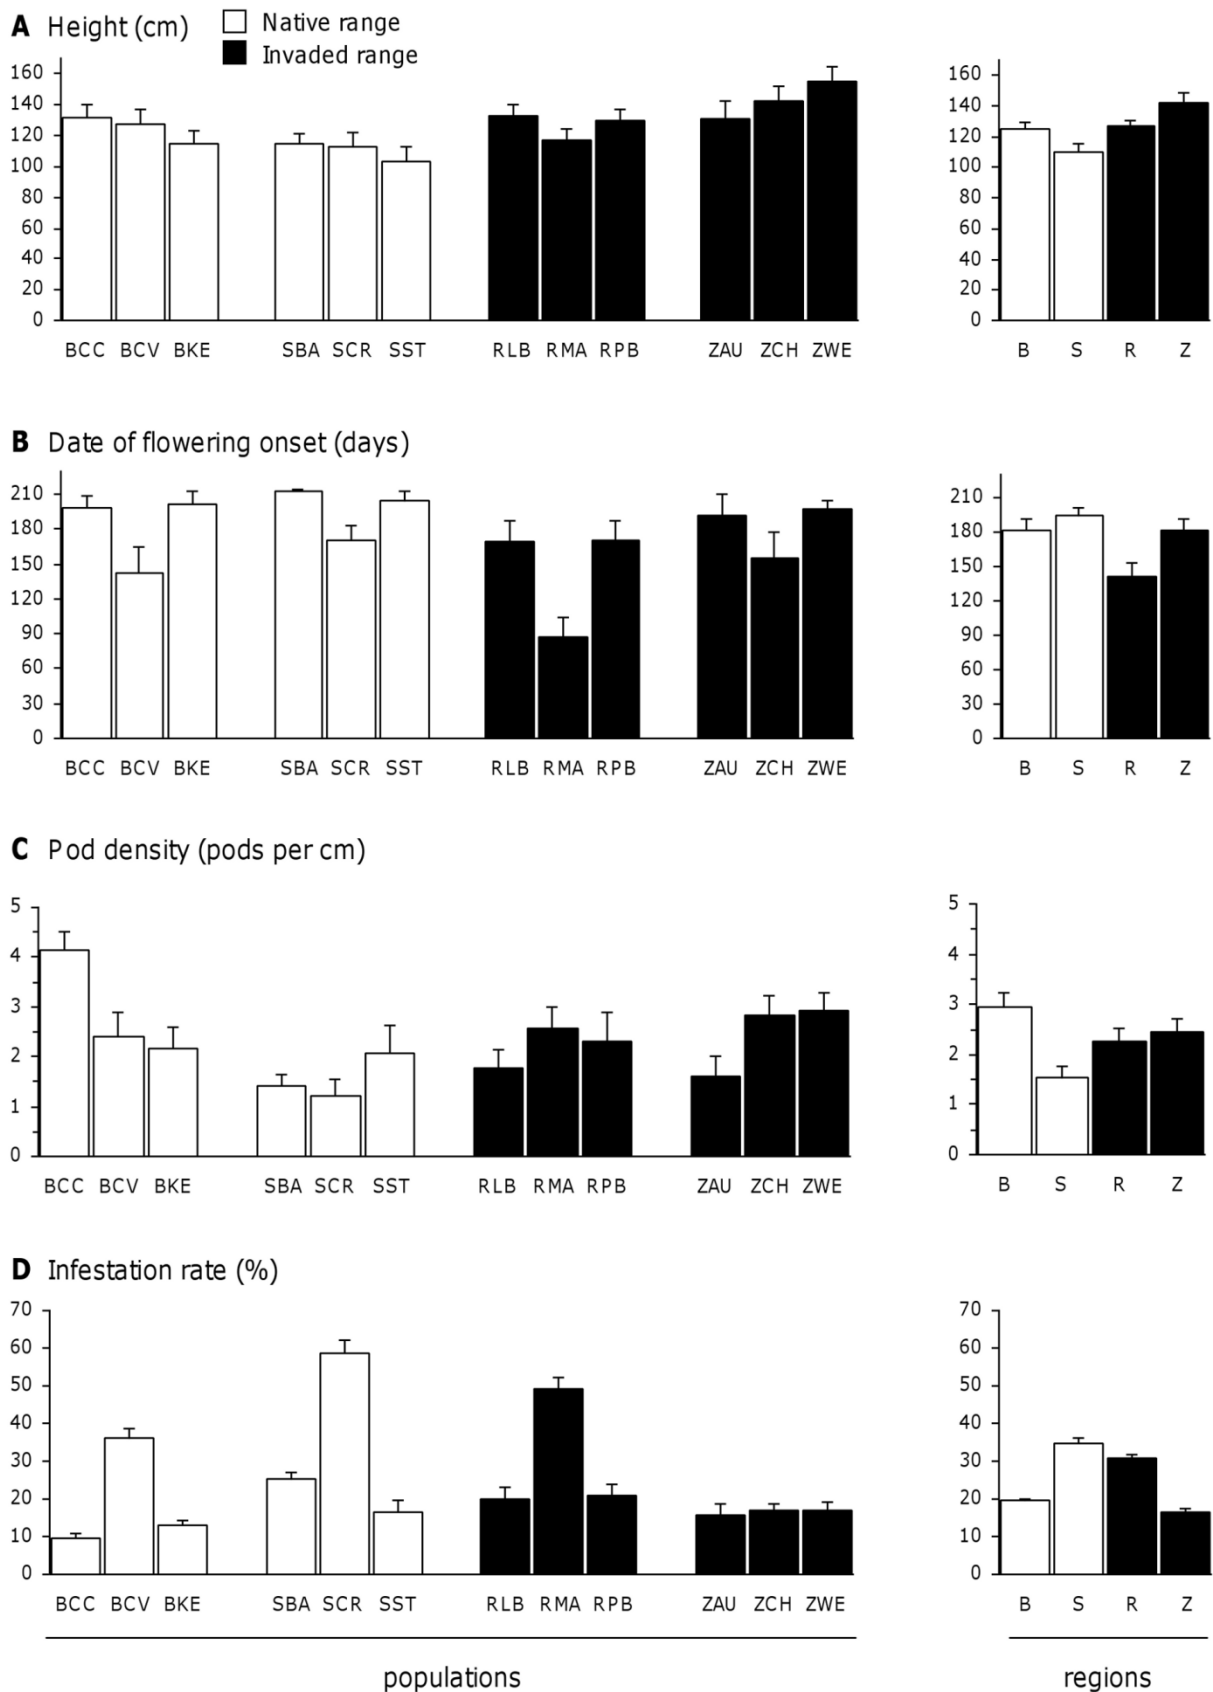 A Height (cm)
Native range
Invaded range
160 160
140 140
120 120
100 100
80 80
60 60
40 40
20 20
0 0
BCC BCV BKE SBA SCR SST RLB RMA RPB ZAU ZCH ZWE B S R Z
B Date of flowering onset (days)
210 210
180 180
150 150
120 120
90 90
60 60
30 30
0 0
BCC BCV BKE SBA SCR SST RLB RMA RPB ZAU ZCH ZWE B S R Z
C Pod density (pods per cm)
5 5
4 4
3 3
2 2
1 1
0 0
BCC BCV BKE SBA SCR SST RLB RMA RPB ZAU ZCH ZWE B S R Z
D Infestation rate (%)
70 70
60 60
50 50
40 40
30 30
20 20
10 10
0 0
BCC BCV BKE SBA SCR SST RLB RMA RPB ZAU ZCH ZWE B S R Z
populations regions